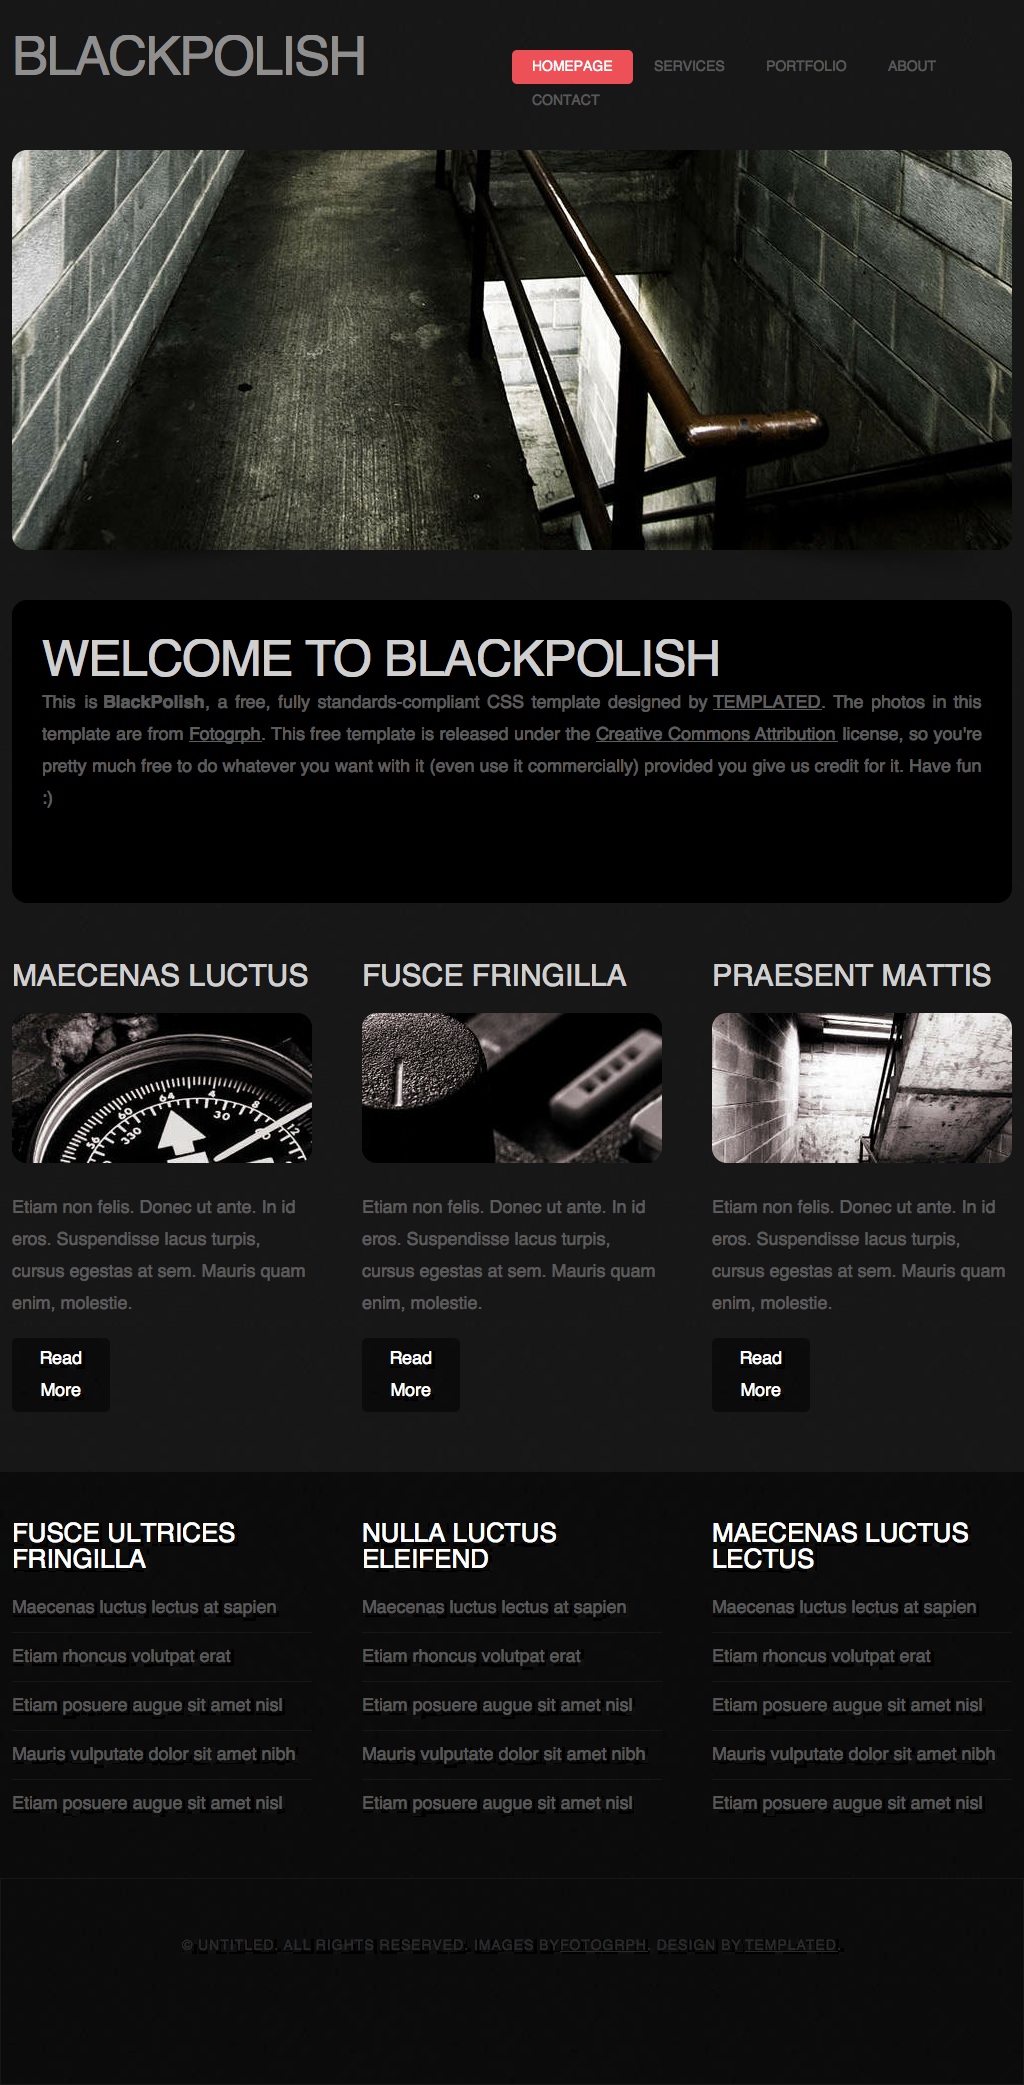 BLACKPOLISH
HOMEPAGE SERVICES PORTFOLIO ABOUT
CONTACT
WELCOME TO BLACKPOLISH
This is BlackPolish, a free, fully standards-compliant CSS template designed by TEMPLATED. The photos in this
template are from Fotogrph. This free template is released under the Creative Commons Attribution license, so you're
pretty much free to do whatever you want with it (even use it commercially) provided you give us credit for it. Have fun
:)
MAECENAS LUCTUS
56 60 64 4 8 12
330 30
Etiam non felis. Donec ut ante. In id
eros. Suspendisse lacus turpis,
cursus egestas at sem. Mauris quam
enim, molestie.
Read
More
FUSCE FRINGILLA
Etiam non felis. Donec ut ante. In id
eros. Suspendisse lacus turpis,
cursus egestas at sem. Mauris quam
enim, molestie.
Read
More
PRAESENT MATTIS
Etiam non felis. Donec ut ante. In id
eros. Suspendisse lacus turpis,
cursus egestas at sem. Mauris quam
enim, molestie.
Read
More
FUSCE ULTRICES
FRINGILLA
Maecenas luctus lectus at sapien
Etiam rhoncus volutpat erat
Etiam posuere augue sit amet nisl
Mauris vulputate dolor sit amet nibh
Etiam posuere augue sit amet nisl
NULLA LUCTUS
ELEIFEND
Maecenas luctus lectus at sapien
Etiam rhoncus volutpat erat
Etiam posuere augue sit amet nisl
Mauris vulputate dolor sit amet nibh
Etiam posuere augue sit amet nisl
MAECENAS LUCTUS
LECTUS
Maecenas luctus lectus at sapien
Etiam rhoncus volutpat erat
Etiam posuere augue sit amet nisl
Mauris vulputate dolor sit amet nibh
Etiam posuere augue sit amet nisl
© UNTITLED. ALL RIGHTS RESERVED. IMAGES BYFOTOGRPH. DESIGN BY TEMPLATED.